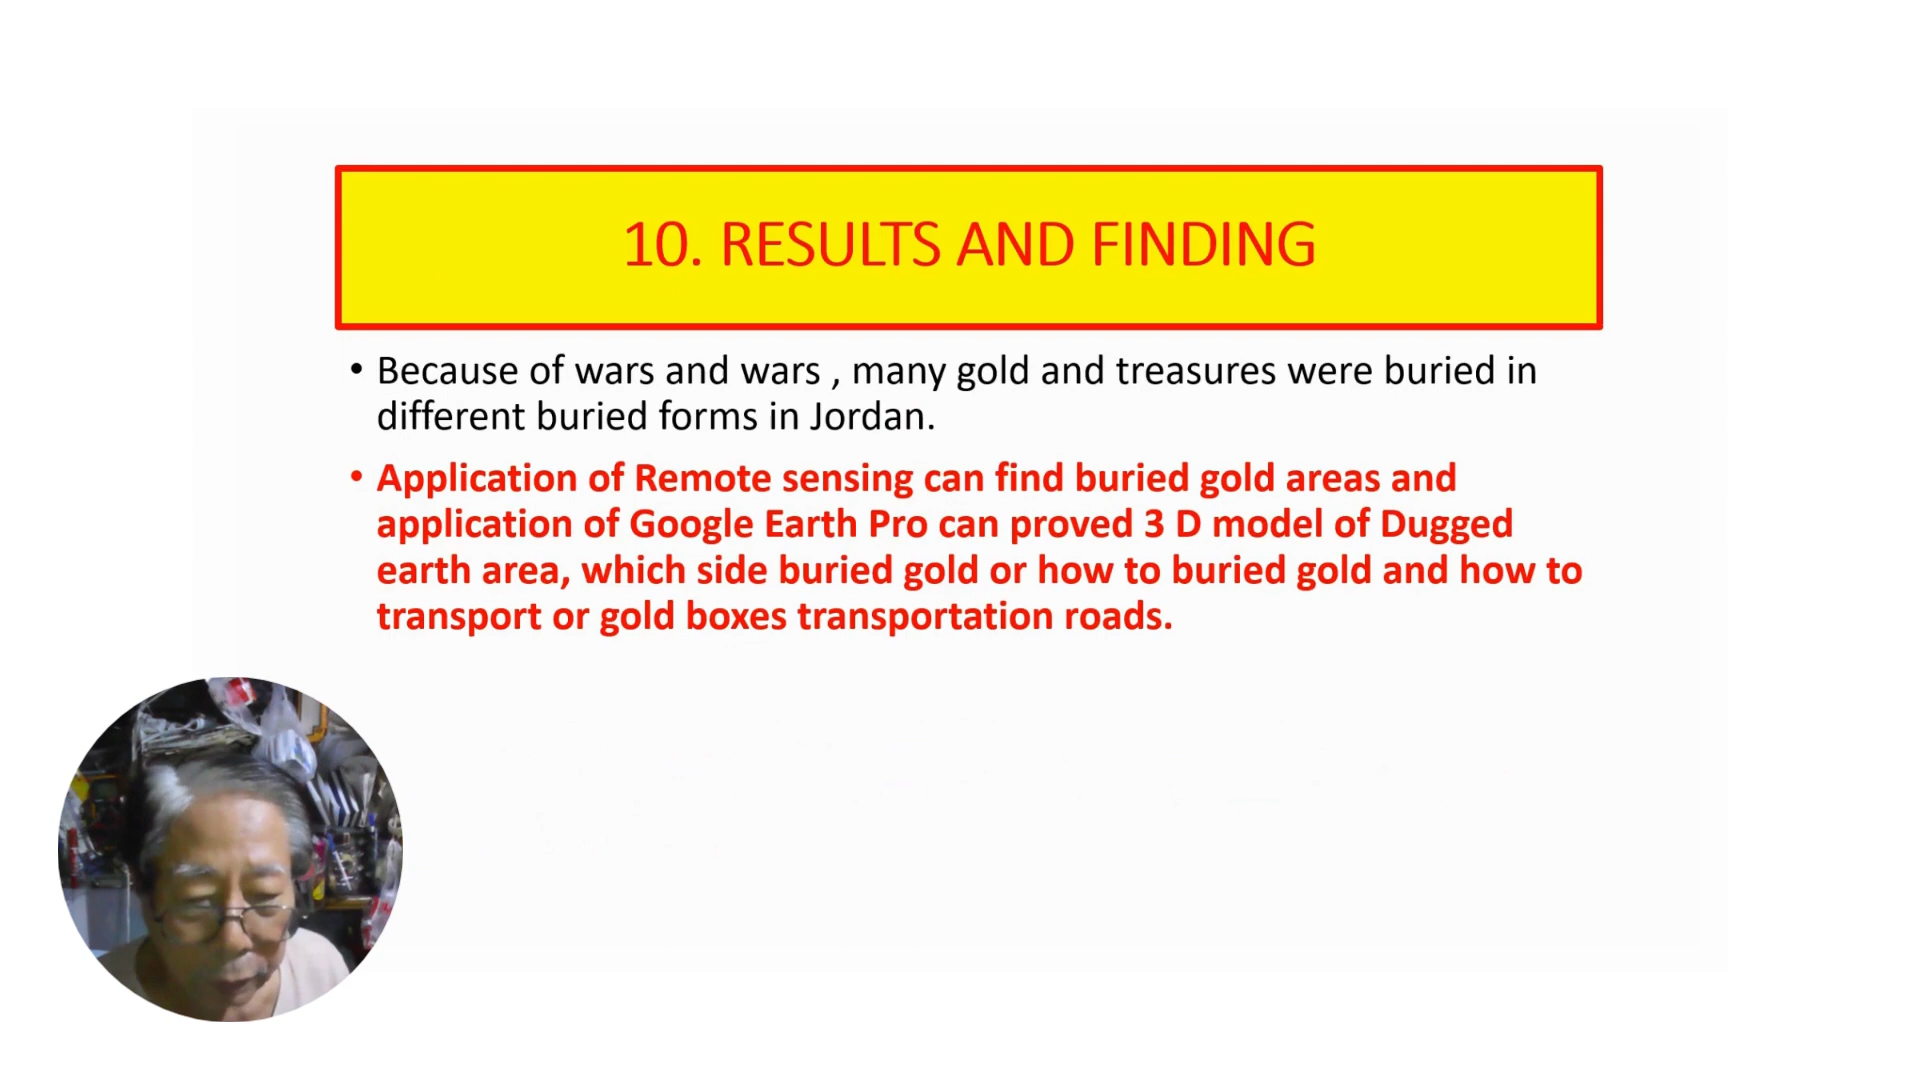 10. RESULTS AND FINDING
• Because of wars and wars , many gold and treasures were buried in
different buried forms in Jordan.
• Application of Remote sensing can find buried gold areas and
application of Google Earth Pro can proved 3 D model of Dugged
earth area, which side buried gold or how to buried gold and how to
transport or gold boxes transportation roads.